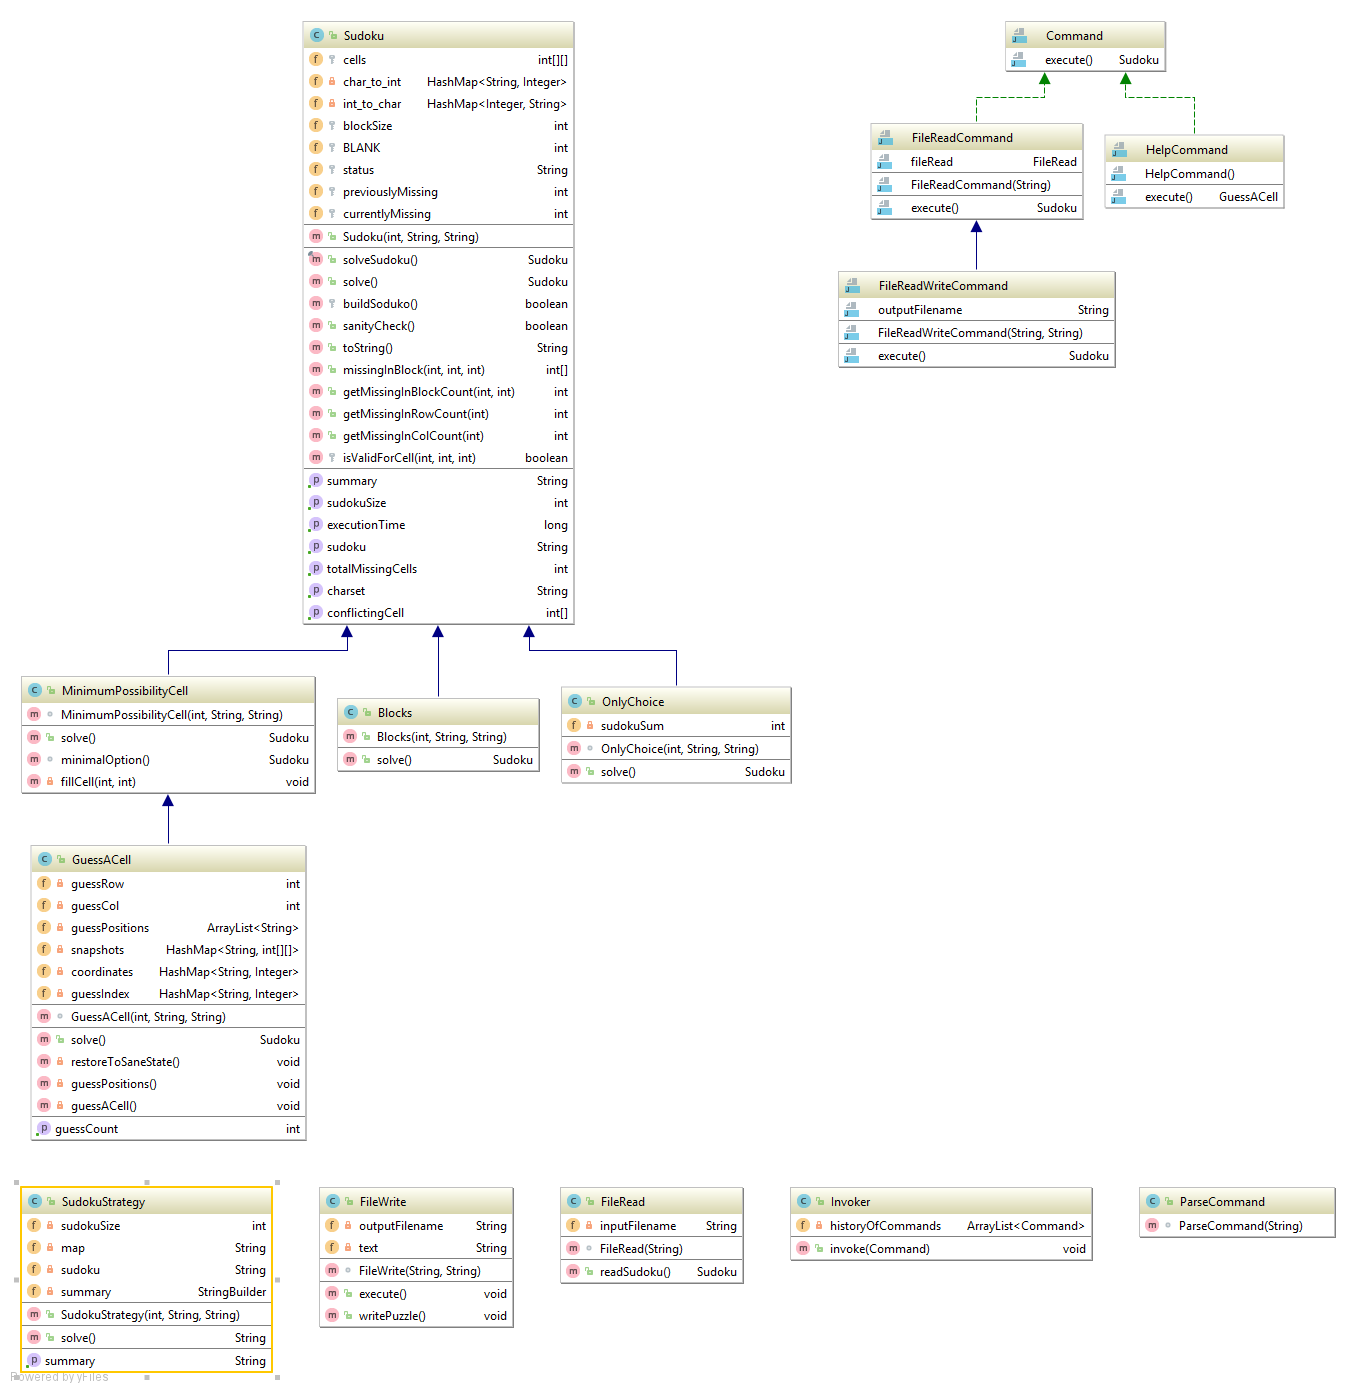 Sudoku
cells int[][]
char_to_int HashMap<String, Integer>
int_to_char HashMap<Integer, String>
blockSize int
BLANK int
status String
previouslyMissing int
currentlyMissing int
Sudoku(int, String, String)
solveSudoku() Sudoku
solve() Sudoku
buildSoduko() boolean
sanityCheck() boolean
toString() String
missingInBlock(int, int, int) int[]
getMissingInBlockCount(int, int) int
getMissingInRowCount(int) int
getMissingInColCount(int) int
isValidForCell(int, int, int) boolean
summary String
sudokuSize int
executionTime long
sudoku String
totalMissingCells int
charset String
conflictingCell int[]
Command
execute() Sudoku
FileReadCommand
fileRead FileRead
FileReadCommand(String)
execute() Sudoku
HelpCommand
HelpCommand()
execute() GuessACell
FileReadWriteCommand
outputFilename String
FileReadWriteCommand(String, String)
execute() Sudoku
MinimumPossibilityCell
MinimumPossibilityCell(int, String, String)
solve() Sudoku
minimalOption() Sudoku
fillCell(int, int) void
Blocks
Blocks(int, String, String)
solve() Sudoku
OnlyChoice
sudokuSum int
OnlyChoice(int, String, String)
solve() Sudoku
GuessACell
guessRow int
guessCol int
guessPositions ArrayList<String>
snapshots HashMap<String, int[][]>
coordinates HashMap<String, Integer>
guessIndex HashMap<String, Integer>
GuessACell(int, String, String)
solve() Sudoku
restoreToSaneState() void
guessPositions() void
guessACell() void
guessCount int
SudokuStrategy
sudokuSize int
map String
sudoku String
summary StringBuilder
SudokuStrategy(int, String, String)
solve() String
summary String
FileWrite
outputFilename String
text String
FileWrite(String, String)
execute() void
writePuzzle() void
FileRead
inputFilename String
FileRead(String)
readSudoku() Sudoku
Invoker
historyOfCommands ArrayList<Command>
invoke(Command) void
ParseCommand
ParseCommand(String)
Powered by yFiles